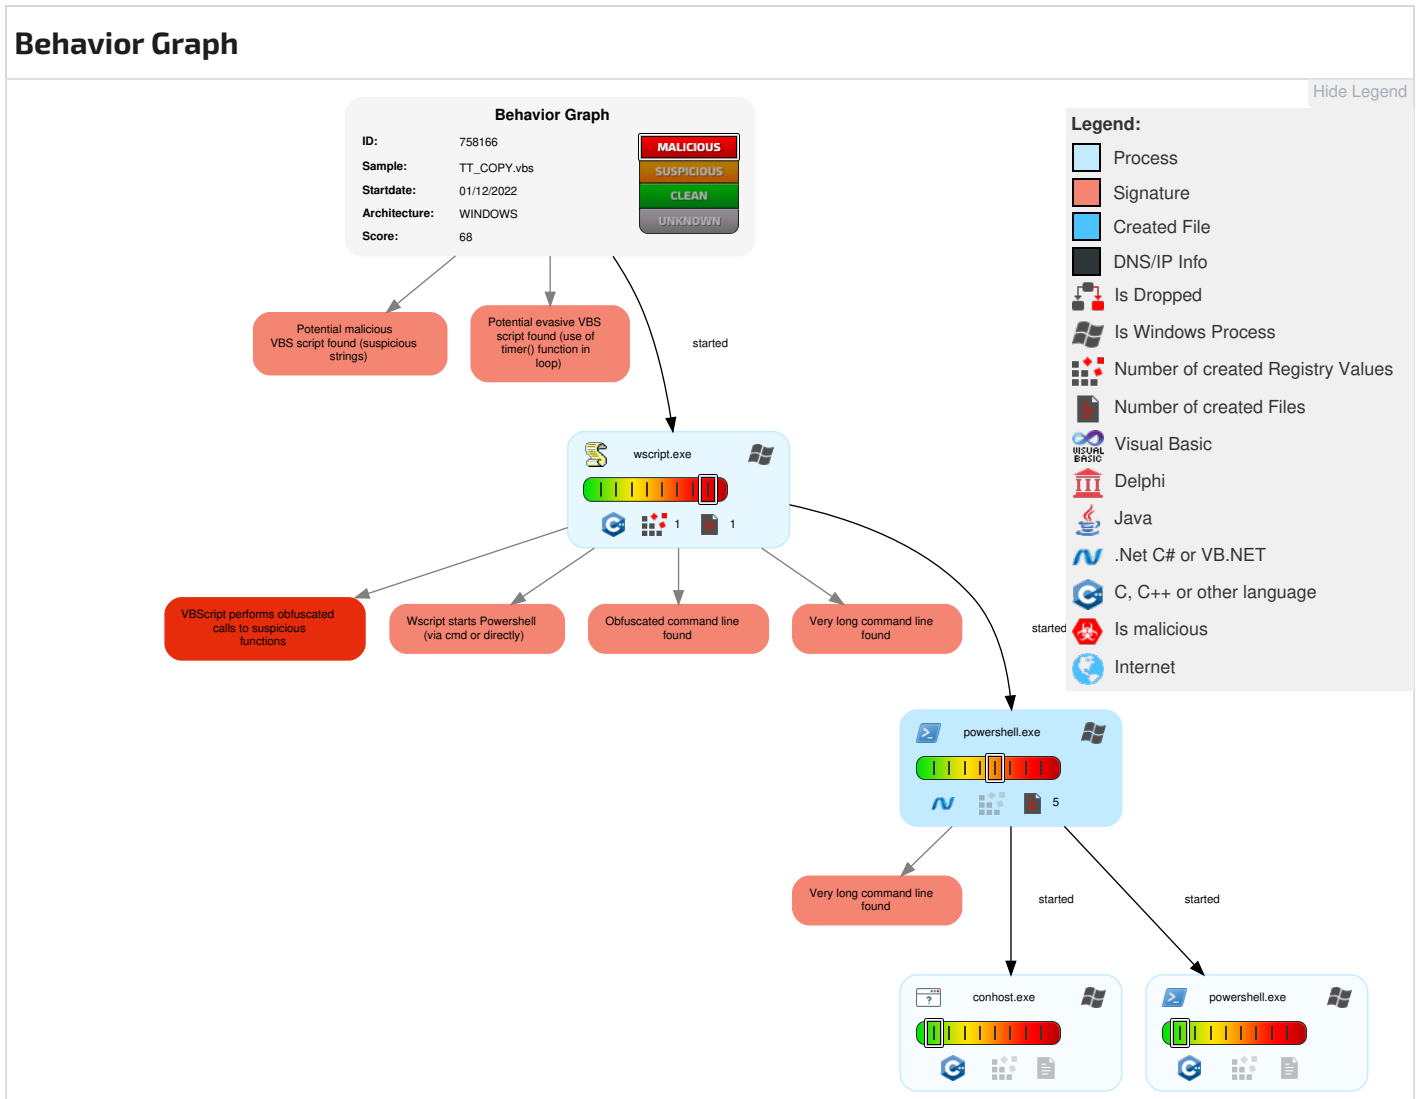 Behavior Graph
Hide Legend
Behavior Graph
ID: 758166
Sample: TT_COPY.vbs
Startdate: 01/12/2022
Architecture: WINDOWS
Score: 68
MALICIOUS
SUSPICIOUS
CLEAN
UNKNOWN
Legend:
Process
Signature
Created File
DNS/IP Info
Is Dropped
Is Windows Process
Number of created Registry Values
Number of created Files
VISUAL
BASIC
Visual Basic
Delphi
Java
.Net C# or VB.NET
C, C++ or other language
Is malicious
Internet
Potential malicious
VBS script found (suspicious
strings)
Potential evasive VBS
script found (use of
timer() function in
loop)
started
wscript.exe
1
1
VBScript performs obfuscated
calls to suspicious
functions
Wscript starts Powershell
(via cmd or directly)
Obfuscated command line
found
Very long command line
found
started
powershell.exe
5
Very long command line
found
started
started
conhost.exe
powershell.exe